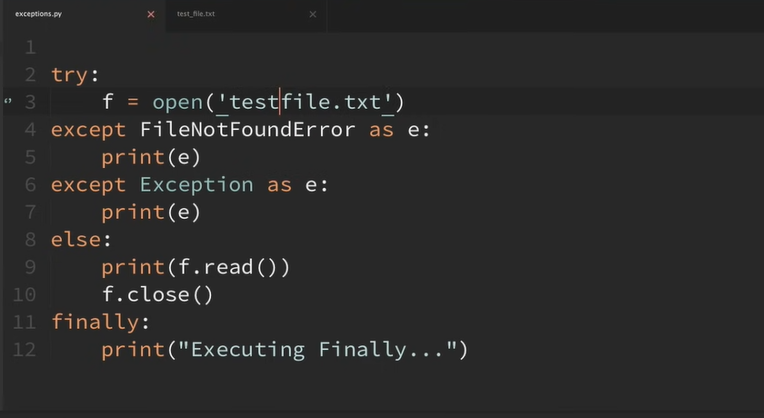 exceptions.py test_file.txt
1
2 try:
3 f = open('testfile.txt')
4 except FileNotFoundError as e:
5 print(e)
6 except Exception as e:
7 print(e)
8 else:
9 print(f.read())
10 f.close()
11 finally:
12 print("Executing Finally...")